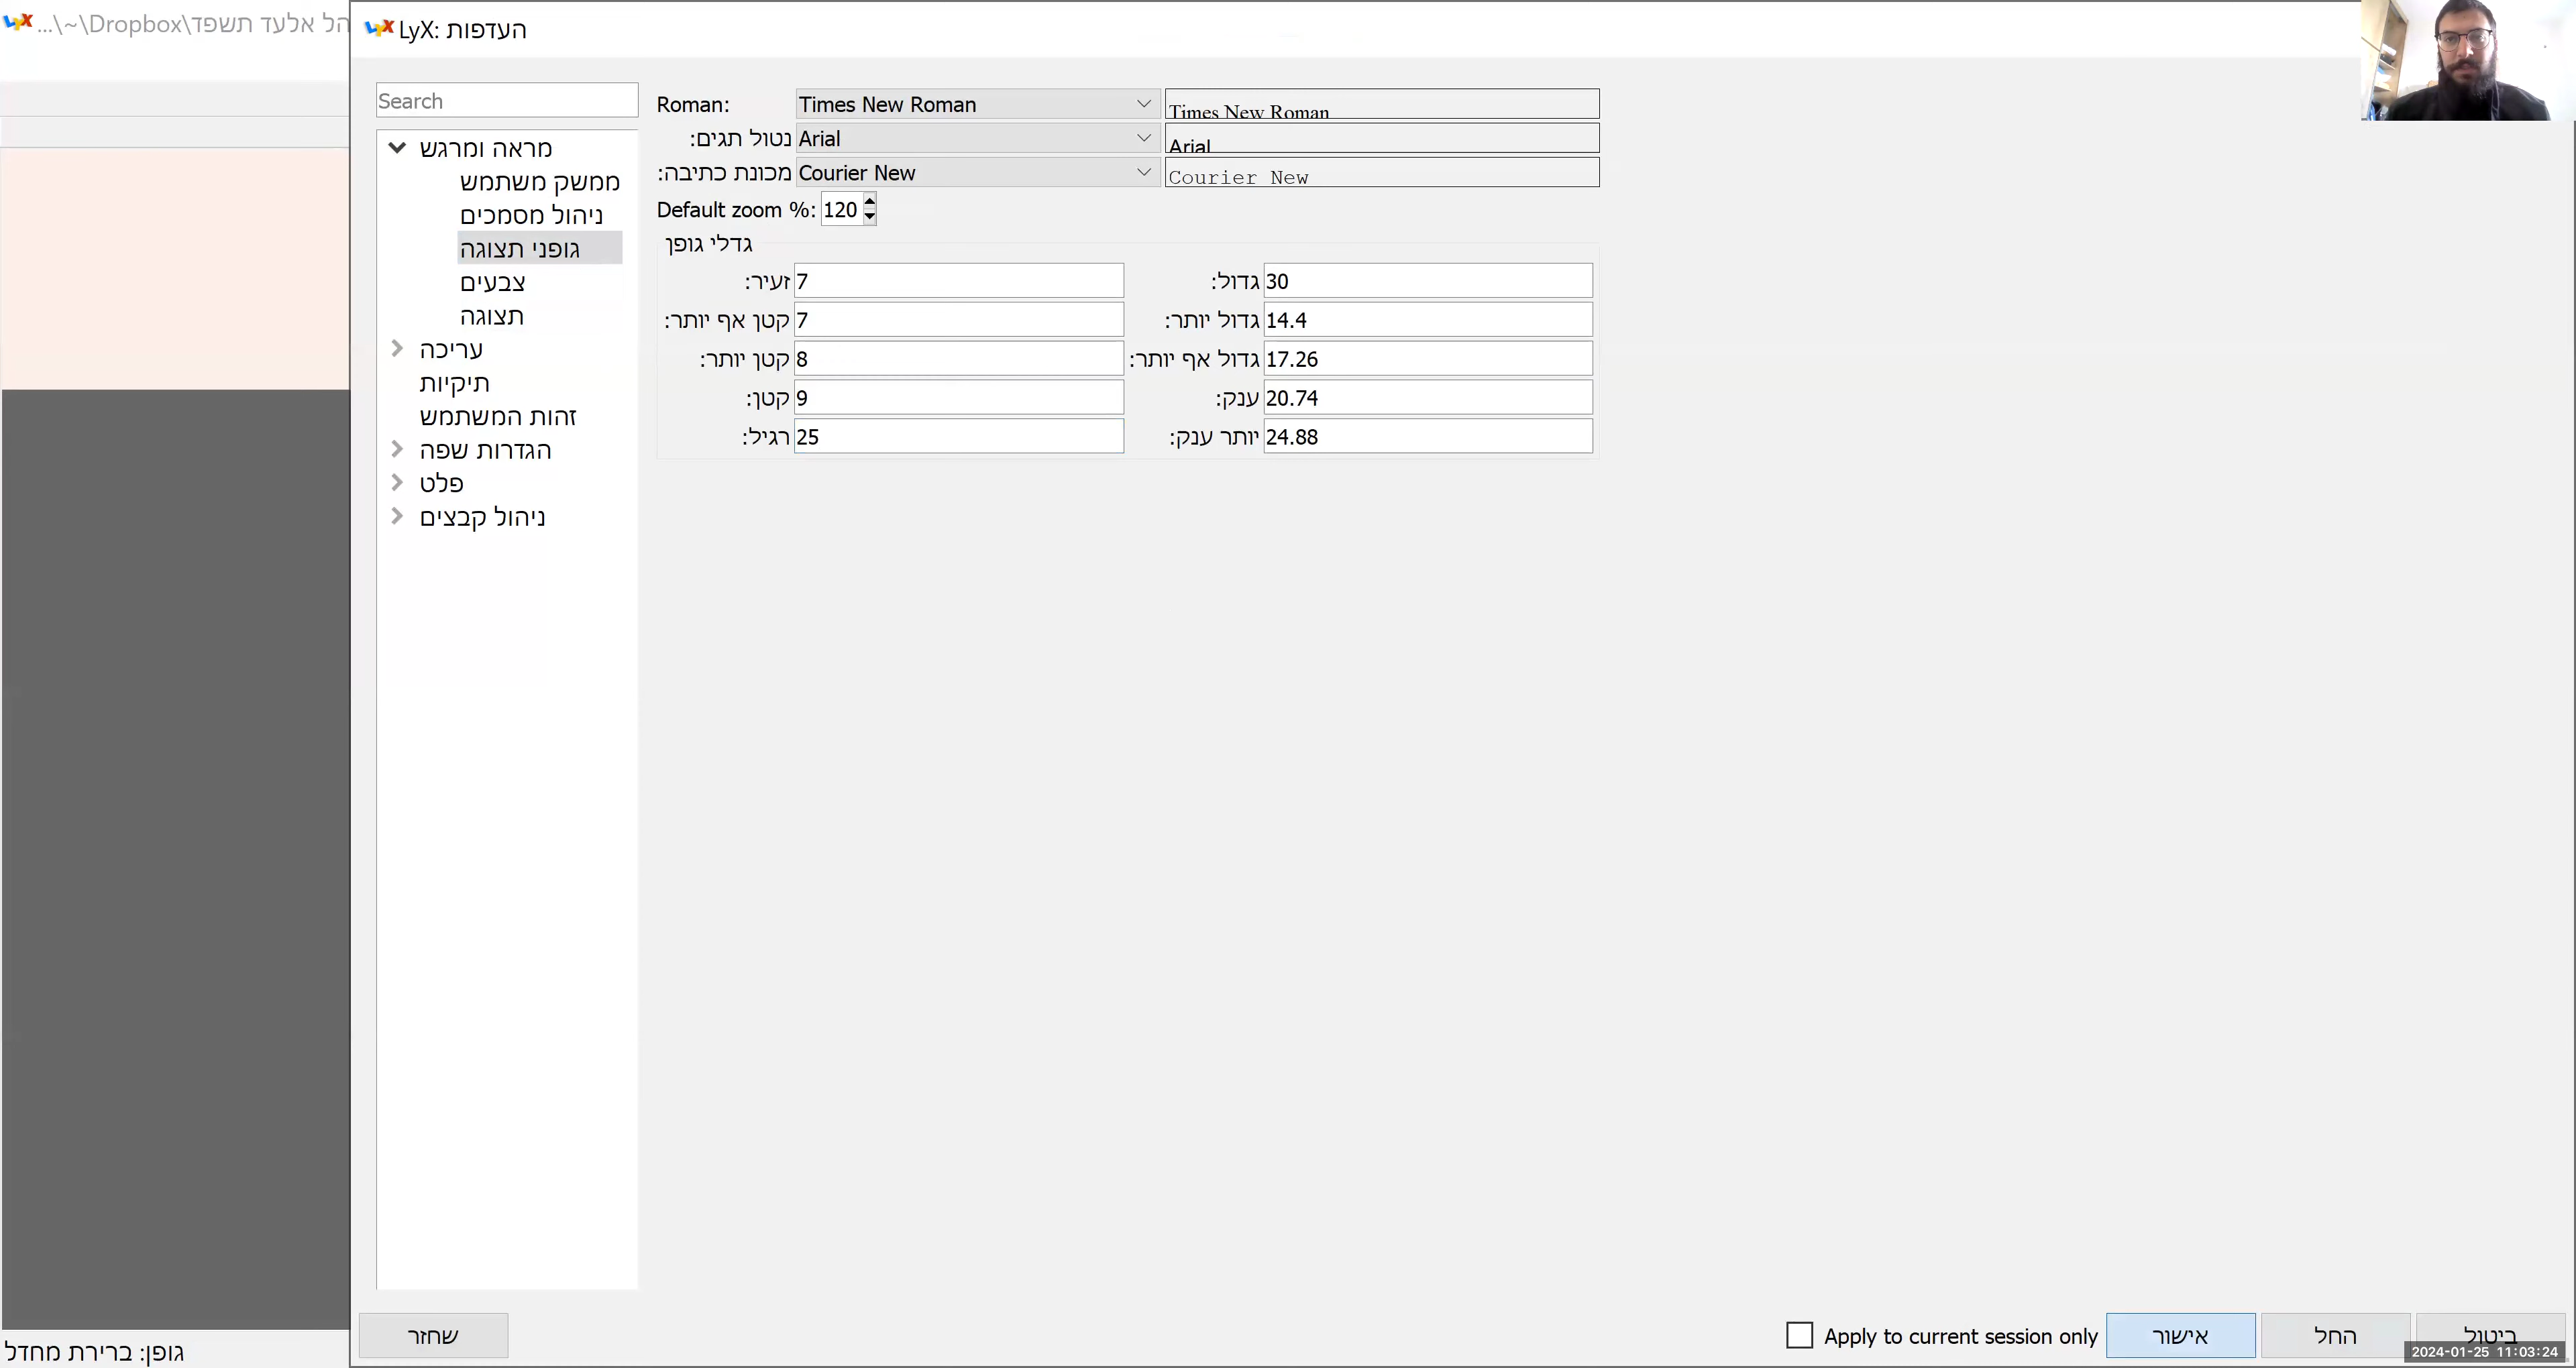 ...\~\Dropbox\הל אלעד תשפד
LyX: העדפות
Search
מראה ומרגש
ממשק משתמש
ניהול מסמכים
גופני תצוגה
צבעים
תצוגה
עריכה
תיקיות
זהות המשתמש
הגדרות שפה
פלט
ניהול קבצים
Roman: Times New Roman Times New Roman
נטול תגים: Arial Arial
מכונת כתיבה: Courier New Courier New
Default zoom %: 120
גדלי גופן
זעיר: 7 גדול: 30
קטן אף יותר: 7 גדול יותר: 14.4
קטן יותר: 8 גדול אף יותר: 17.26
קטן: 9 ענק: 20.74
רגיל: 25 יותר ענק: 24.88
שחזר
Apply to current session only אישור החל ביטול
גופן: ברירת מחדל
2024-01-25 11:03:24